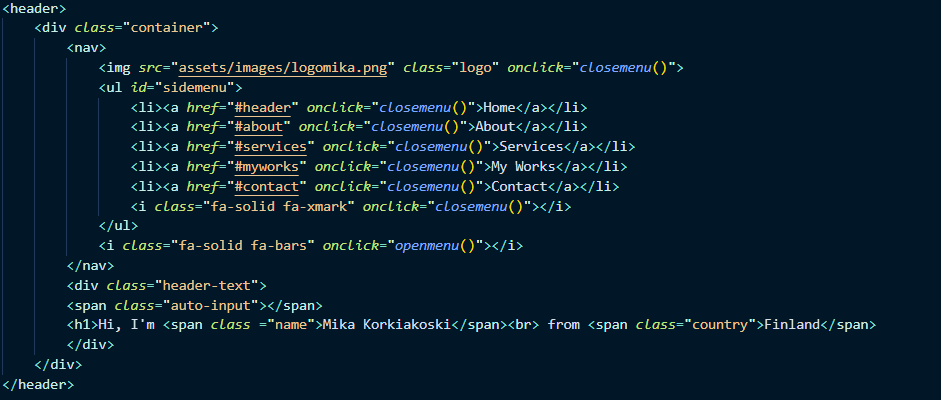 <header>
    <div class="container">
        <nav>
            <img src="assets/images/logomika.png" class="logo" onclick="closemenu()">
            <ul id="sidemenu">
                <li><a href="#header" onclick="closemenu()">Home</a></li>
                <li><a href="#about" onclick="closemenu()">About</a></li>
                <li><a href="#services" onclick="closemenu()">Services</a></li>
                <li><a href="#myworks" onclick="closemenu()">My Works</a></li>
                <li><a href="#contact" onclick="closemenu()">Contact</a></li>
                <i class="fa-solid fa-xmark" onclick="closemenu()"></i>
            </ul>
            <i class="fa-solid fa-bars" onclick="openmenu()"></i>
        </nav>
        <div class="header-text">
        <span class="auto-input"></span>
        <h1>Hi, I'm <span class ="name">Mika Korkiakoski</span><br> from <span class="country">Finland</span>
        </div>
    </div>
</header>